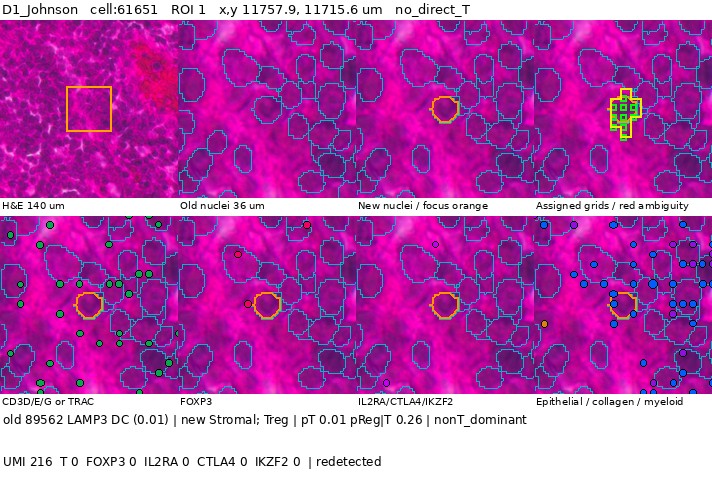 D1_Johnson cell:61651 ROI 1 x,y 11757.9, 11715.6 um no_direct_T
H&E 140 um
Old nuclei 36 um
New nuclei / focus orange
Assigned grids / red ambiguity
CD3D/E/G or TRAC
FOXP3
IL2RA/CTLA4/IKZF2
Epithelial / collagen / myeloid
old 89562 LAMP3 DC (0.01) | new Stromal; Treg | pT 0.01 pReg|T 0.26 | nonT_dominant
UMI 216 T 0 FOXP3 0 IL2RA 0 CTLA4 0 IKZF2 0 | redetected